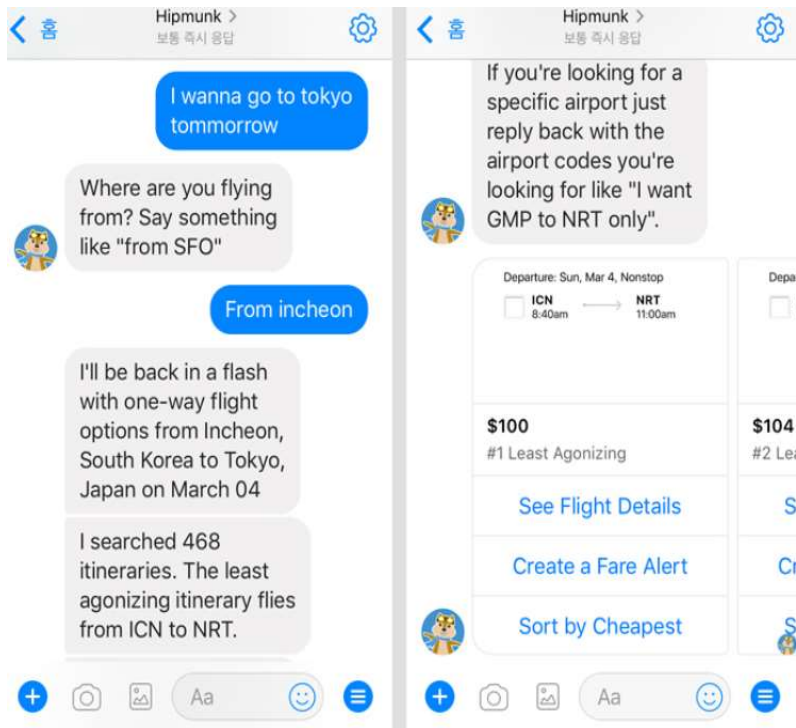 홈
Hipmunk >
보통 즉시 응답
I wanna go to tokyo
tommorrow
Where are you flying
from? Say something
like "from SFO"
From incheon
I'll be back in a flash
with one-way flight
options from Incheon,
South Korea to Tokyo,
Japan on March 04
I searched 468
itineraries. The least
agonizing itinerary flies
from ICN to NRT.
Aa
홈
Hipmunk >
보통 즉시 응답
If you're looking for a
specific airport just
reply back with the
airport codes you're
looking for like "I want
GMP to NRT only".
Departure: Sun, Mar 4, Nonstop
ICN
NRT
8:40am
11:00am
$100
#1 Least Agonizing
See Flight Details
Create a Fare Alert
Sort by Cheapest
Depa
$104
#2 Lea
S
Cr
S
Aa